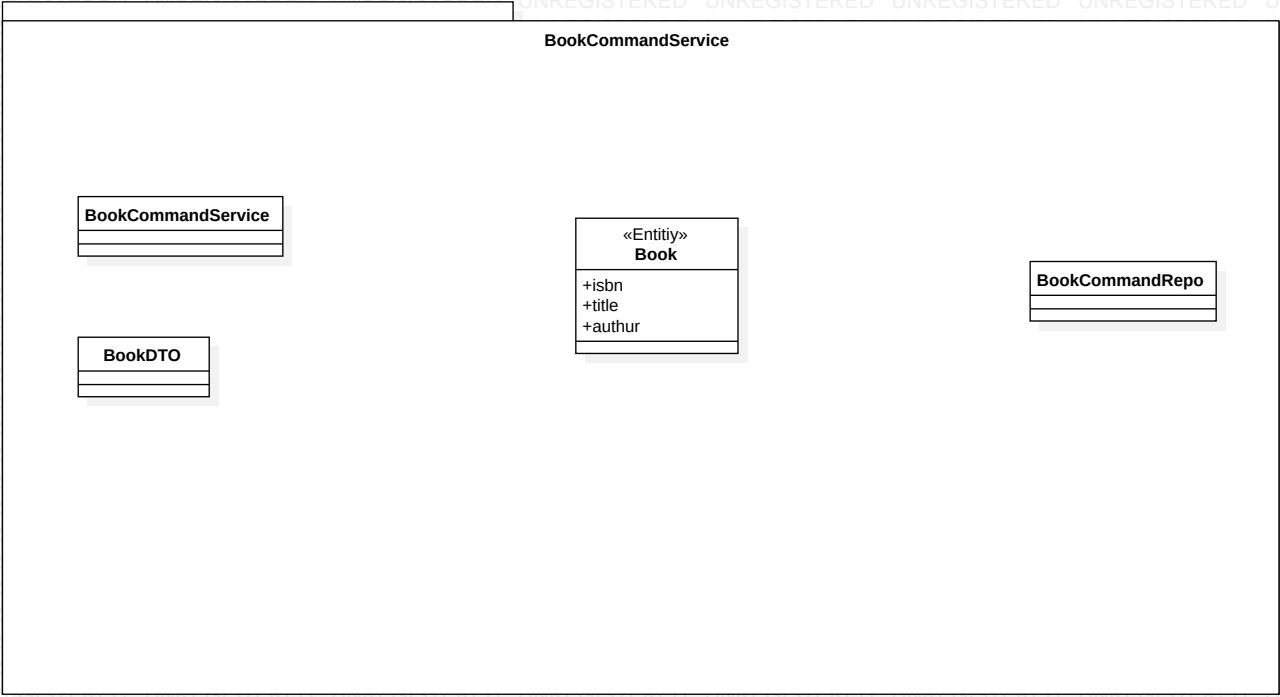 UNREGISTERED UNREGISTERED UNREGISTERED UNREGISTERED
BookCommandService
BookCommandService
«Entitiy»
Book
+isbn
+title
+authur
BookCommandRepo
BookDTO